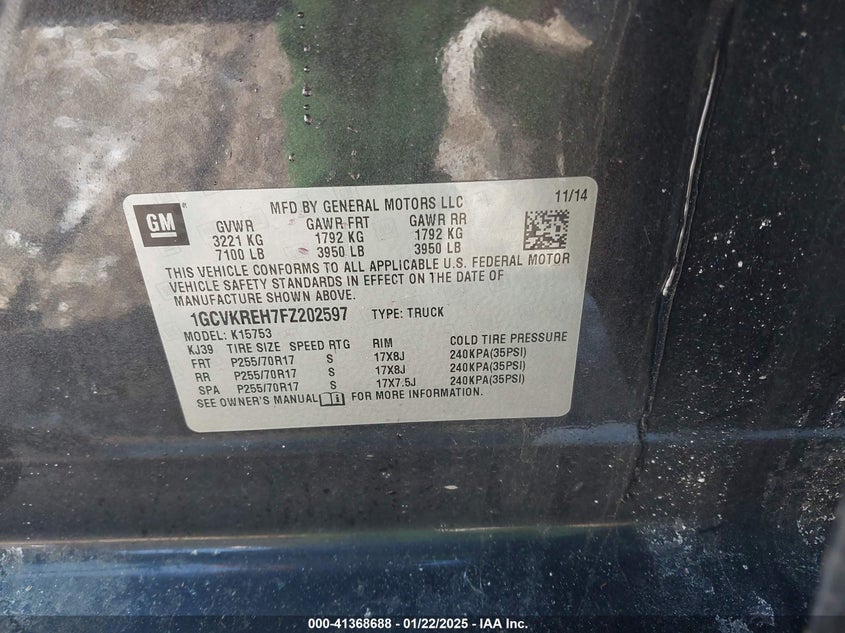 GM
MFD BY GENERAL MOTORS LLC
11/14
GVWR GAWR FRT GAWR RR
3221 KG 1792 KG 1792 KG
7100 LB 3950 LB 3950 LB
THIS VEHICLE CONFORMS TO ALL APPLICABLE U.S. FEDERAL MOTOR
VEHICLE SAFETY STANDARDS IN EFFECT ON THE DATE OF
MANUFACTURE SHOWN ABOVE.
1GCVKREH7FZ202597 TYPE: TRUCK
MODEL: K15753
KJ39 TIRE SIZE SPEED RTG RIM COLD TIRE PRESSURE
FRT P255/70R17 S 17X8J 240KPA(35PSI)
RR P255/70R17 S 17X8J 240KPA(35PSI)
SPA P255/70R17 S 17X7.5J 240KPA(35PSI)
SEE OWNER'S MANUAL FOR MORE INFORMATION.
000-41368688 - 01/22/2025 - IAAI.com